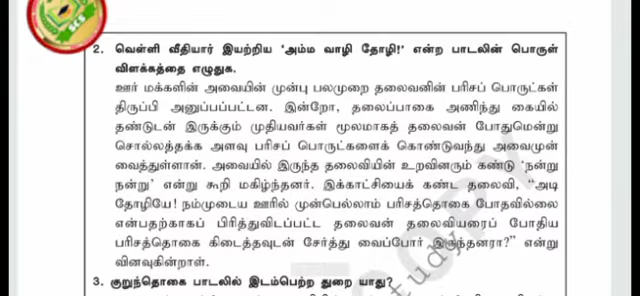 SCS
2. வெள்ளி வீதியார் இயற்றிய 'அம்ம வாழி தோழி!' என்ற பாடலின் பொருள்
விளக்கத்தை எழுதுக.
ஊர் மக்களின் அவையின் முன்பு பலமுறை தலைவனின் பரிசப் பொருட்கள்
திருப்பி அனுப்பப்பட்டன. இன்றோ, தலைப்பாகை அணிந்து கையில்
தண்டுடன் இருக்கும் முதியவர்கள் மூலமாகத் தலைவன் போதுமென்று
சொல்லத்தக்க அளவு பரிசப் பொருட்களைக் கொண்டுவந்து அவைமுன்
வைத்துள்ளான். அவையில் இருந்த தலைவியின் உறவினரும் கண்டு 'நன்று
நன்று' என்று கூறி மகிழ்ந்தனர். இக்காட்சியைக் கண்ட தலைவி, "அடி
தோழியே! நம்முடைய ஊரில் முன்பெல்லாம் பரிசத்தொகை போதவில்லை
என்பதற்காகப் பிரித்துவிடப்பட்ட தலைவன் தலைவியரைப் போதிய
பரிசத்தொகை கிடைத்தவுடன் சேர்த்து வைப்போர் இருந்தனரா?" என்று
வினவுகின்றாள்.
3. குறுந்தொகை பாடலில் இடம்பெற்ற துறை யாது?